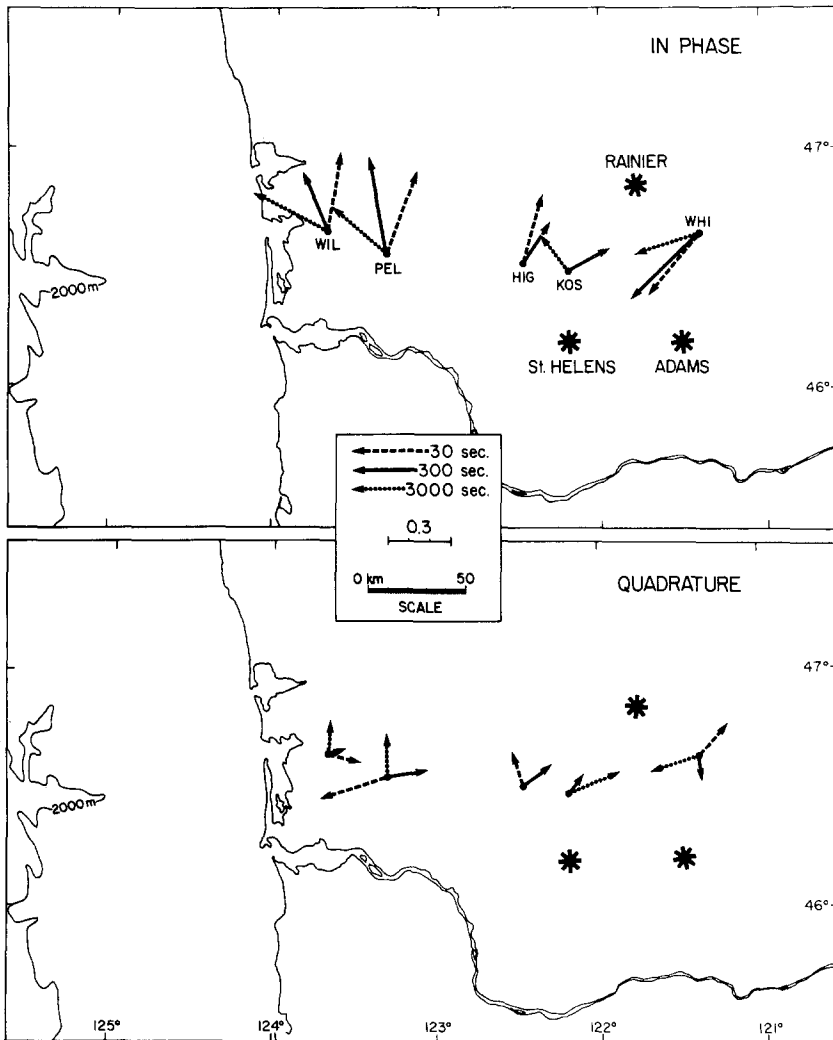 IN PHASE
47°
RAINIER
WHI
WIL
PEL
HIG
KOS
2000m
St. HELENS
ADAMS
46°
30 sec.
300 sec.
3000 sec.
0.3
0 km 50
SCALE
QUADRATURE
47°
2000m
46°
125° 124° 123° 122° 121°